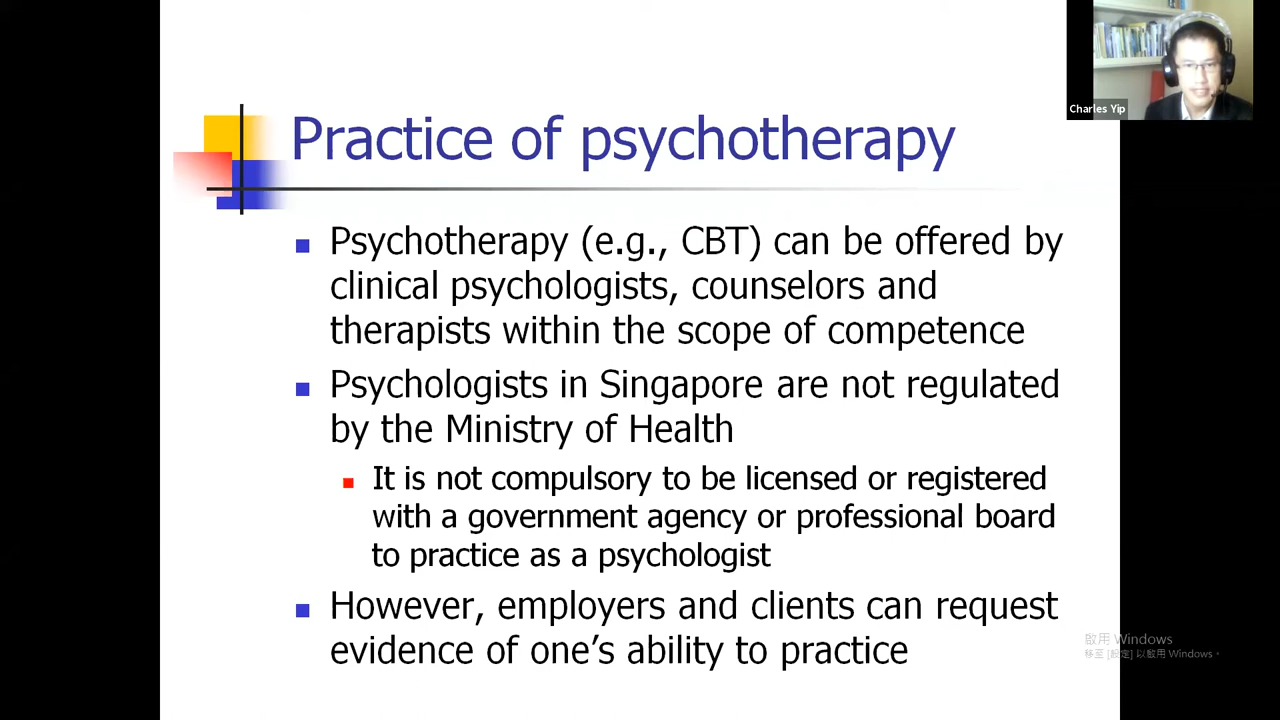 Charles Yip
Practice of psychotherapy
Psychotherapy (e.g., CBT) can be offered by
clinical psychologists, counselors and
therapists within the scope of competence
Psychologists in Singapore are not regulated
by the Ministry of Health
It is not compulsory to be licensed or registered
with a government agency or professional board
to practice as a psychologist
However, employers and clients can request
evidence of one's ability to practice
啟用 Windows
移至 [設定] 以啟用 Windows。